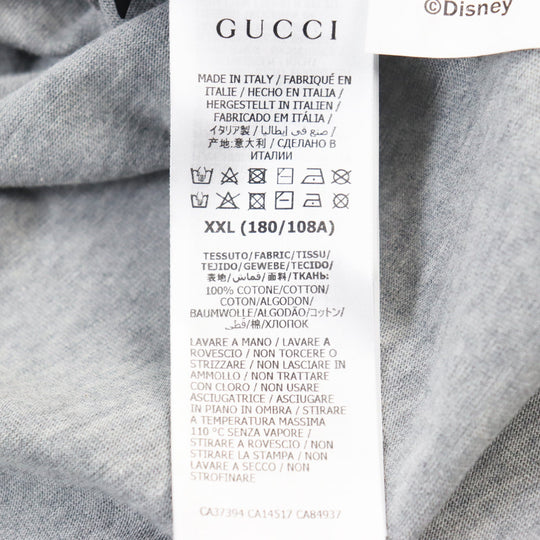 ©Disney
GUCCI
MADE IN ITALY / FABRIQUÉ EN
ITALIE / HECHO EN ITALIA /
HERGESTELLT IN ITALIEN /
FABRICADO EM ITÁLIA /
イタリア製 / صنع في إيطاليا /
产地：意大利 / СДЕЛАНО В
ИТАЛИИ
XXL (180/108A)
TESSUTO/FABRIC/TISSU/
TEJIDO/GEWEBE/TECIDO/
表地/قماش/面料/ТКАНЬ:
100% COTONE/COTTON/
COTON/ALGODON/
BAUMWOLLE/ALGODÃO/コットン/
قطن/棉/ХЛОПОК
LAVARE A MANO / LAVARE A
ROVESCIO / NON TORCERE O
STRIZZARE / NON LASCIARE IN
AMMOLLO / NON TRATTARE
CON CLORO / NON USARE
ASCIUGATRICE / ASCIUGARE
IN PIANO IN OMBRA / STIRARE
A TEMPERATURA MASSIMA
110°C SENZA VAPORE /
STIRARE A ROVESCIO / NON
LAVARE A SECCO / NON
STROFINARE
CA37394 CA14517 CA84937